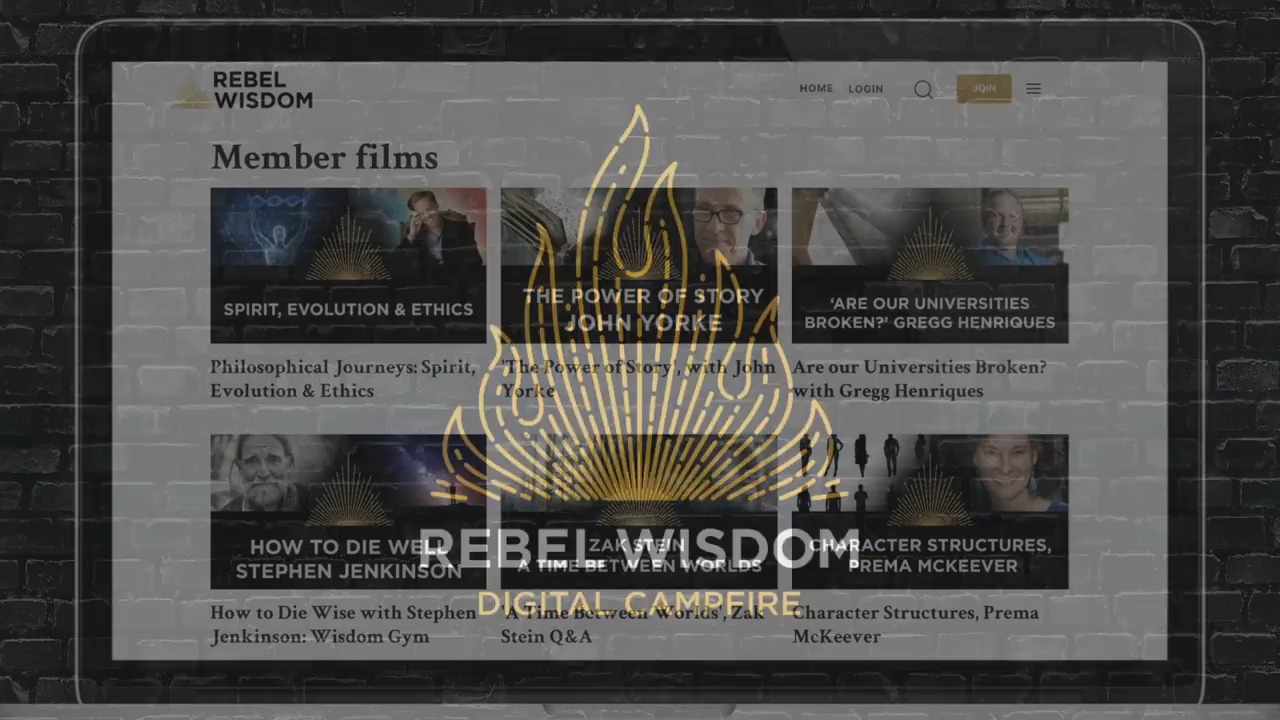 REBEL
WISDOM
HOME LOGIN
JOIN
Member films
SPIRIT, EVOLUTION & ETHICS
THE POWER OF STORY
JOHN YORKE
‘ARE OUR UNIVERSITIES
BROKEN?’ GREGG HENRIQUES
Philosophical Journeys: Spirit,
Evolution & Ethics
'The Power of Story', with John
Yorke
Are our Universities Broken?
with Gregg Henriques
HOW TO DIE WELL
STEPHEN JENKINSON
ZAK STEIN
A TIME BETWEEN WORLDS
CHARACTER STRUCTURES,
PREMA MCKEEVER
REBEL WISDOM
DIGITAL CAMPFIRE
How to Die Wise with Stephen
Jenkinson: Wisdom Gym
'A Time Between Worlds', Zak
Stein Q&A
Character Structures, Prema
McKeever